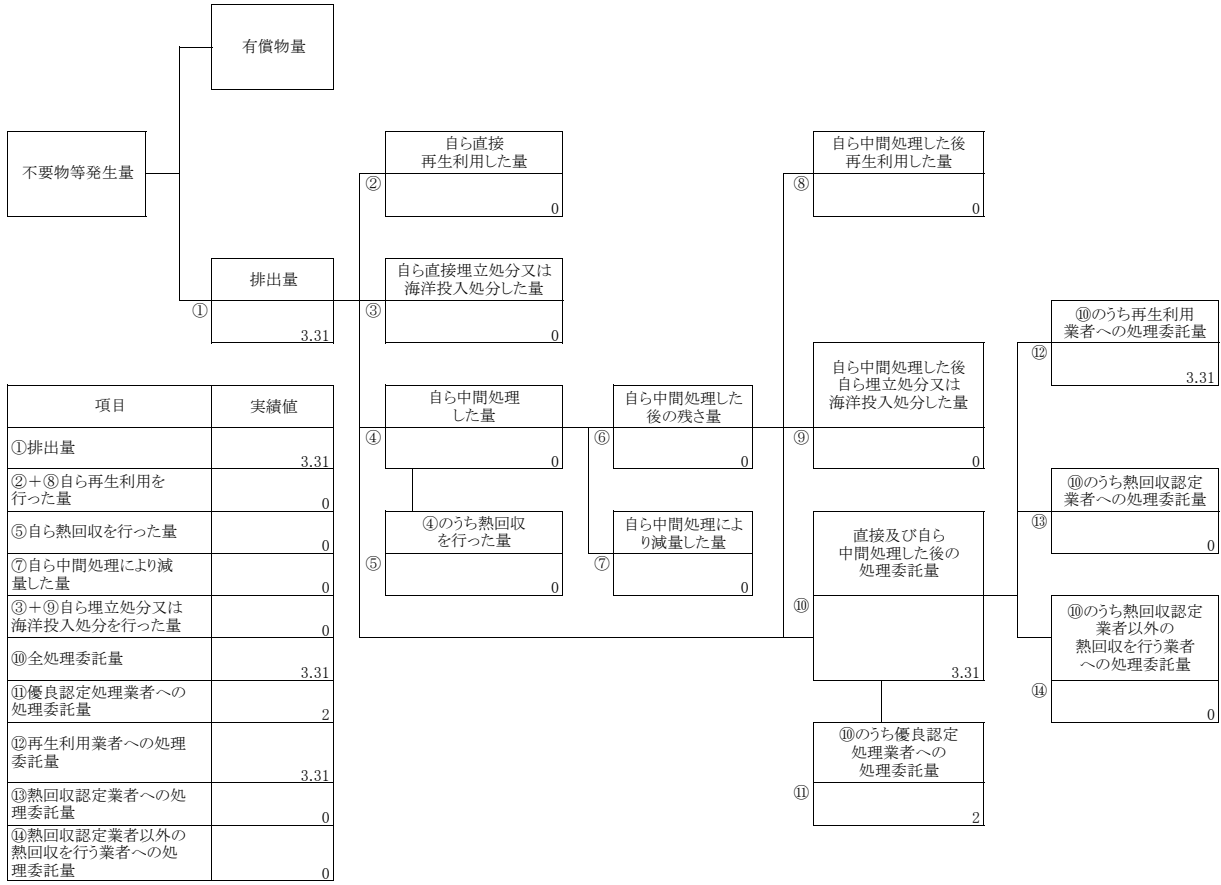 有償物量
不要物等発生量
自ら直接
再生利用した量
②
0
自ら中間処理した後
再生利用した量
⑧
0
排出量
①
3.31
自ら直接埋立処分又は
海洋投入処分した量
③
0
自ら中間処理
した量
④
0
④のうち熱回収
を行った量
⑤
0
自ら中間処理した
後の残さ量
⑥
0
自ら中間処理によ
り減量した量
⑦
0
自ら中間処理した後
自ら埋立処分又は
海洋投入処分した量
⑨
0
直接及び自ら
中間処理した後の
処理委託量
⑩
3.31
⑩のうち優良認定
処理業者への
処理委託量
⑪
2
⑩のうち再生利用
業者への処理委託量
⑫
3.31
⑩のうち熱回収認定
業者への処理委託量
⑬
0
⑩のうち熱回収認定
業者以外の
熱回収を行う業者
への処理委託量
⑭
0
項目 実績値
①排出量
3.31
②+⑧自ら再生利用を
行った量
0
⑤自ら熱回収を行った量
0
⑦自ら中間処理により減
量した量
0
③+⑨自ら埋立処分又は
海洋投入処分を行った量
0
⑩全処理委託量
3.31
⑪優良認定処理業者への
処理委託量
2
⑫再生利用業者への処理
委託量
3.31
⑬熱回収認定業者への処
理委託量
0
⑭熱回収認定業者以外の
熱回収を行う業者への処
理委託量
0